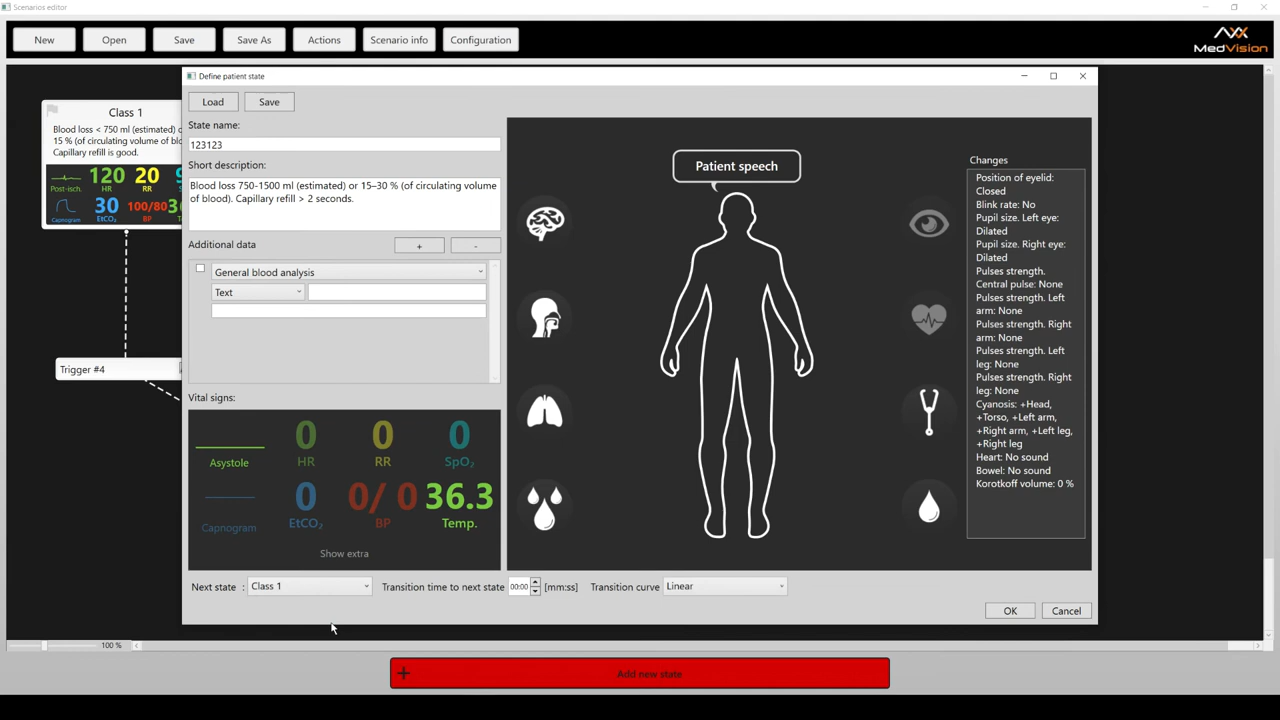 Scenarios editor
New
Open
Save
Save As
Actions
Scenario info
Configuration
MedVision
Class 1
Blood loss < 750 ml (estimated) o
15 % (of circulating volume of blo
Capillary refill is good.
120
HR
20
RR
9
S
Post-isch.
30
EtCO₂
100/80
BP
3
T
Capnogram
Trigger #4
Define patient state
Load
Save
State name:
123123
Short description:
Blood loss 750-1500 ml (estimated) or 15–30 % (of circulating volume
of blood). Capillary refill > 2 seconds.
Additional data
+
-
General blood analysis
Text
Vital signs:
Asystole
0
HR
0
RR
0
SpO₂
Capnogram
0
EtCO₂
0/ 0
BP
36.3
Temp.
Show extra
Patient speech
Changes
Position of eyelid:
Closed
Blink rate: No
Pupil size. Left eye:
Dilated
Pupil size. Right eye:
Dilated
Pulses strength.
Central pulse: None
Pulses strength. Left
arm: None
Pulses strength. Right
arm: None
Pulses strength. Left
leg: None
Pulses strength. Right
leg: None
Cyanosis: +Head,
+Torso, +Left arm,
+Right arm, +Left leg,
+Right leg
Heart: No sound
Bowel: No sound
Korotkoff volume: 0 %
Next state :
Class 1
Transition time to next state
00:00
[mm:ss]
Transition curve
Linear
OK
Cancel
100 %
+
Add new state